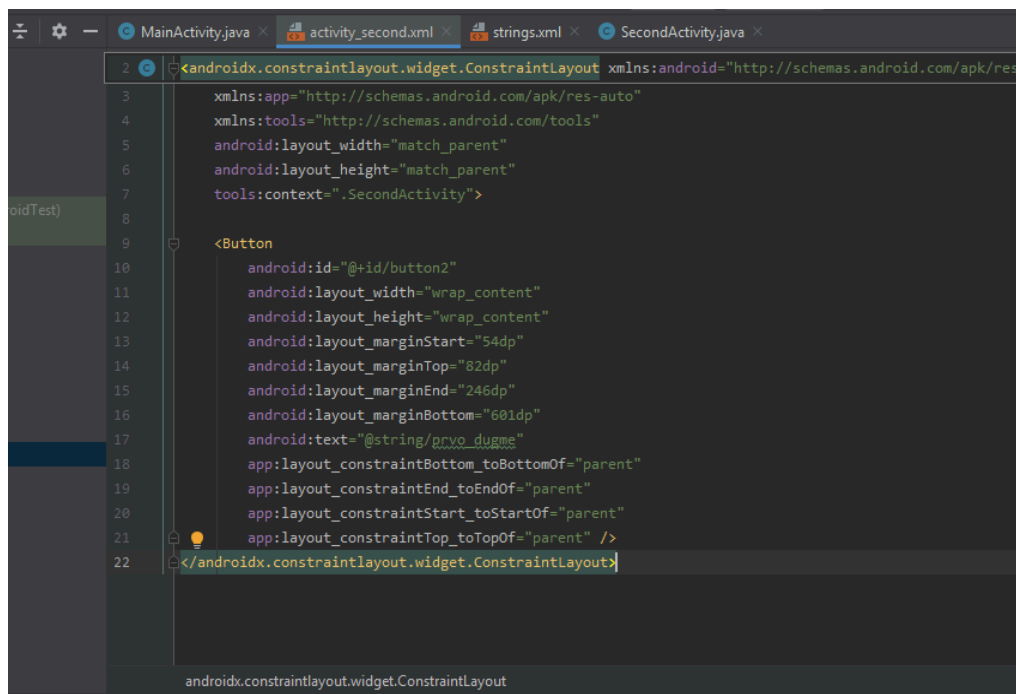 MainActivity.java activity_second.xml strings.xml SecondActivity.java
2 <androidx.constraintlayout.widget.ConstraintLayout xmlns:android="http://schemas.android.com/apk/res
3 xmlns:app="http://schemas.android.com/apk/res-auto"
4 xmlns:tools="http://schemas.android.com/tools"
5 android:layout_width="match_parent"
6 android:layout_height="match_parent"
7 tools:context=".SecondActivity">
roidTest)
8
9 <Button
10 android:id="@+id/button2"
11 android:layout_width="wrap_content"
12 android:layout_height="wrap_content"
13 android:layout_marginStart="54dp"
14 android:layout_marginTop="82dp"
15 android:layout_marginEnd="246dp"
16 android:layout_marginBottom="601dp"
17 android:text="@string/prvo_dugme"
18 app:layout_constraintBottom_toBottomOf="parent"
19 app:layout_constraintEnd_toEndOf="parent"
20 app:layout_constraintStart_toStartOf="parent"
21 app:layout_constraintTop_toTopOf="parent" />
22 </androidx.constraintlayout.widget.ConstraintLayout>
androidx.constraintlayout.widget.ConstraintLayout